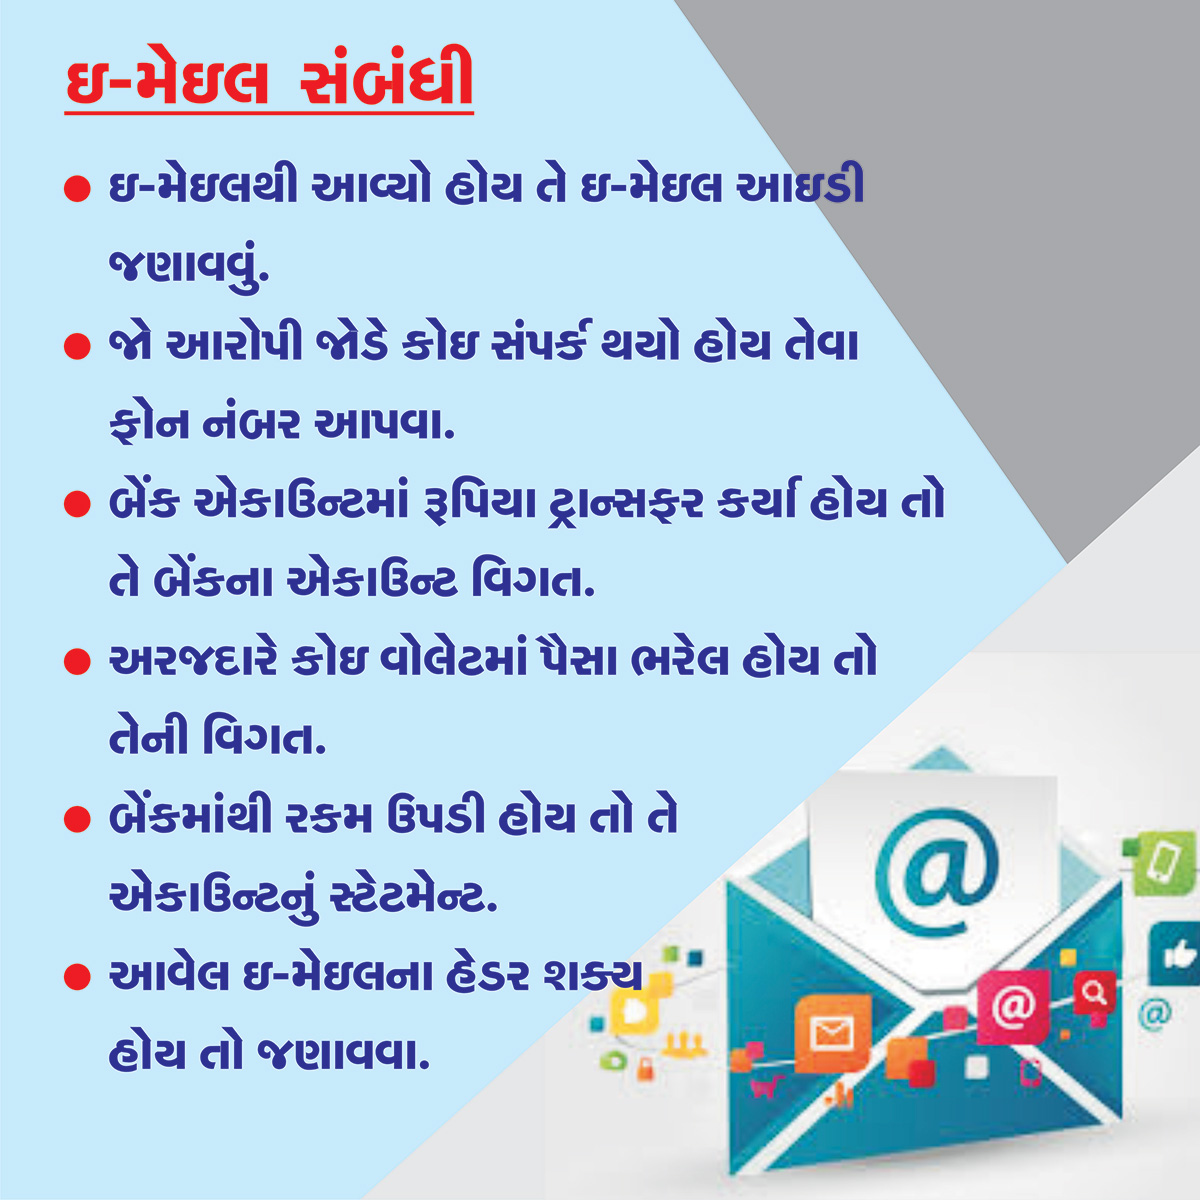 ઇ-મેઇલ સંબંધી
ઇ-મેઇલથી આવ્યો હોય તે ઇ-મેઇલ આઇડી
જણાવવું.
જો આરોપી જોડે કોઇ સંપર્ક થયો હોય તેવા
ફોન નંબર આપવા.
બેંક એકાઉન્ટમાં રૂપિયા ટ્રાન્સફર કર્યા હોય તો
તે બેંકના એકાઉન્ટ વિગત.
અરજદારે કોઇ વોલેટમાં પૈસા ભરેલ હોય તો
તેની વિગત.
બેંકમાંથી રકમ ઉપડી હોય તો તે
એકાઉન્ટનું સ્ટેટમેન્ટ.
આવેલ ઇ-મેઇલના હેડર શક્ય
હોય તો જણાવવા.